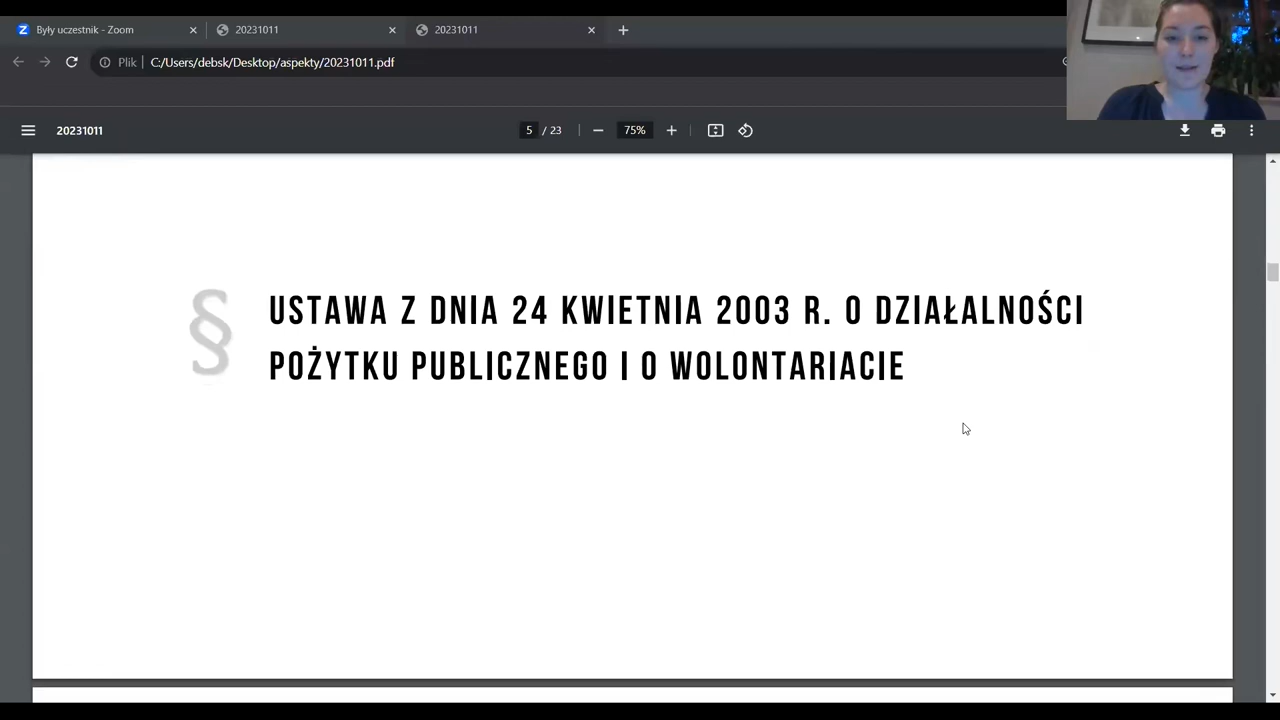 Były uczestnik - Zoom
20231011
20231011
Plik
C:/Users/debsk/Desktop/aspekty/20231011.pdf
20231011
5 / 23
75%
§
USTAWA Z DNIA 24 KWIETNIA 2003 R. O DZIAŁALNOŚCI
POŻYTKU PUBLICZNEGO I O WOLONTARIACIE